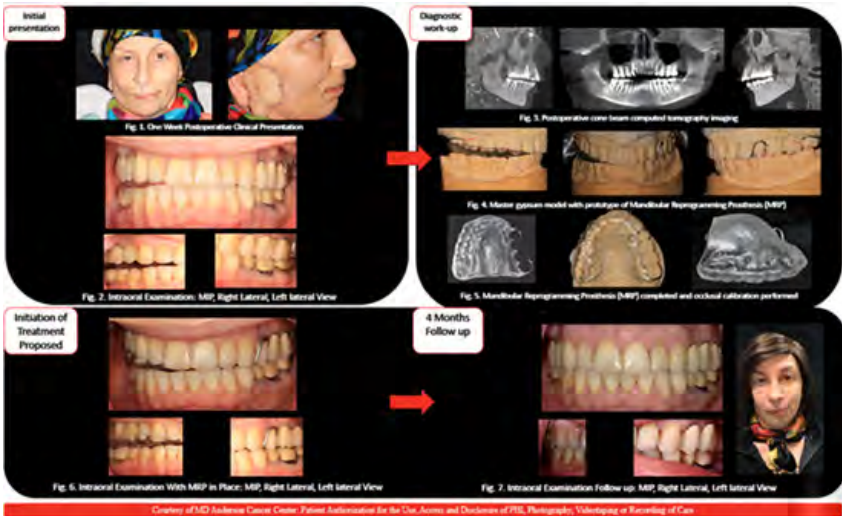 Initial
presentation
Fig. 1. One Week Postoperative Clinical Presentation
Fig. 2. Intraoral Examination: MIP, Right Lateral, Left lateral View
Diagnostic
work-up
Fig. 3. Postoperative cone beam computed tomography imaging
Fig. 4. Master gypsum model with prototype of Mandibular Reprogramming Prosthesis (MRP)
Fig. 5. Mandibular Reprogramming Prosthesis (MRP) completed and occlusal calibration performed
Initiation of
Treatment
Proposed
Fig. 6. Intraoral Examination With MRP in Place: MIP, Right Lateral, Left lateral View
4 Months
Follow up
Fig. 7. Intraoral Examination Follow up: MIP, Right Lateral, Left lateral View
Courtesy of MD Anderson Cancer Center: Patient Authorization for the Use, Access and Disclosure of PHI, Photography, Videotaping or Recording of Care